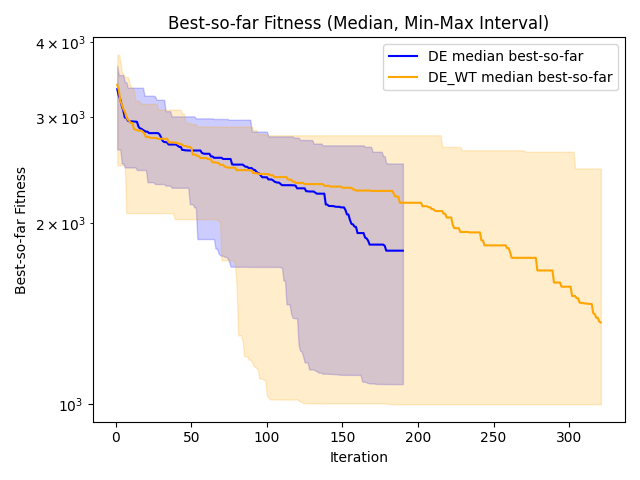 Best-so-far Fitness (Median, Min-Max Interval)
DE median best-so-far
DE_WT median best-so-far
Best-so-far Fitness
4 × 10³
3 × 10³
2 × 10³
10³
0 50 100 150 200 250 300
Iteration